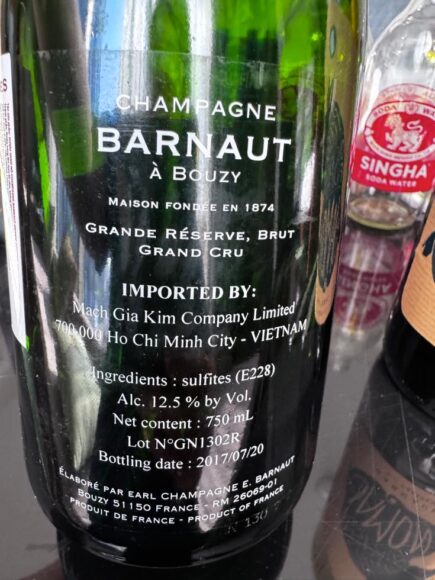 CHAMPAGNE
BARNAUT
À BOUZY
MAISON FONDÉE EN 1874
GRANDE RÉSERVE, BRUT
GRAND CRU
IMPORTED BY:
Mach Gia Kim Company Limited
700.000 Ho Chi Minh City - VIETNAM
Ingredients : sulfites (E228)
Alc. 12.5 % by Vol.
Net content : 750 mL
Lot N°GN1302R
Bottling date : 2017/07/20
ÉLABORÉ PAR EARL CHAMPAGNE E. BARNAUT
BOUZY 51150 FRANCE - RM 26069-01
PRODUIT DE FRANCE - PRODUCT OF FRANCE
SODA
SINGHA
SODA WATER